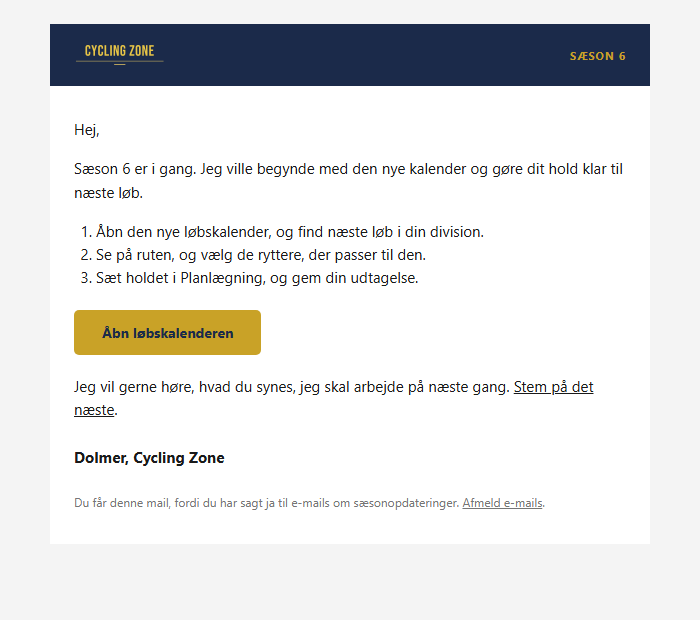 CYCLING ZONE
SÆSON 6
Hej,
Sæson 6 er i gang. Jeg ville begynde med den nye kalender og gøre dit hold klar til
næste løb.
1. Åbn den nye løbskalender, og find næste løb i din division.
2. Se på ruten, og vælg de ryttere, der passer til den.
3. Sæt holdet i Planlægning, og gem din udtagelse.
Åbn løbskalenderen
Jeg vil gerne høre, hvad du synes, jeg skal arbejde på næste gang. Stem på det
næste.
Dolmer, Cycling Zone
Du får denne mail, fordi du har sagt ja til e-mails om sæsonopdateringer. Afmeld e-mails.